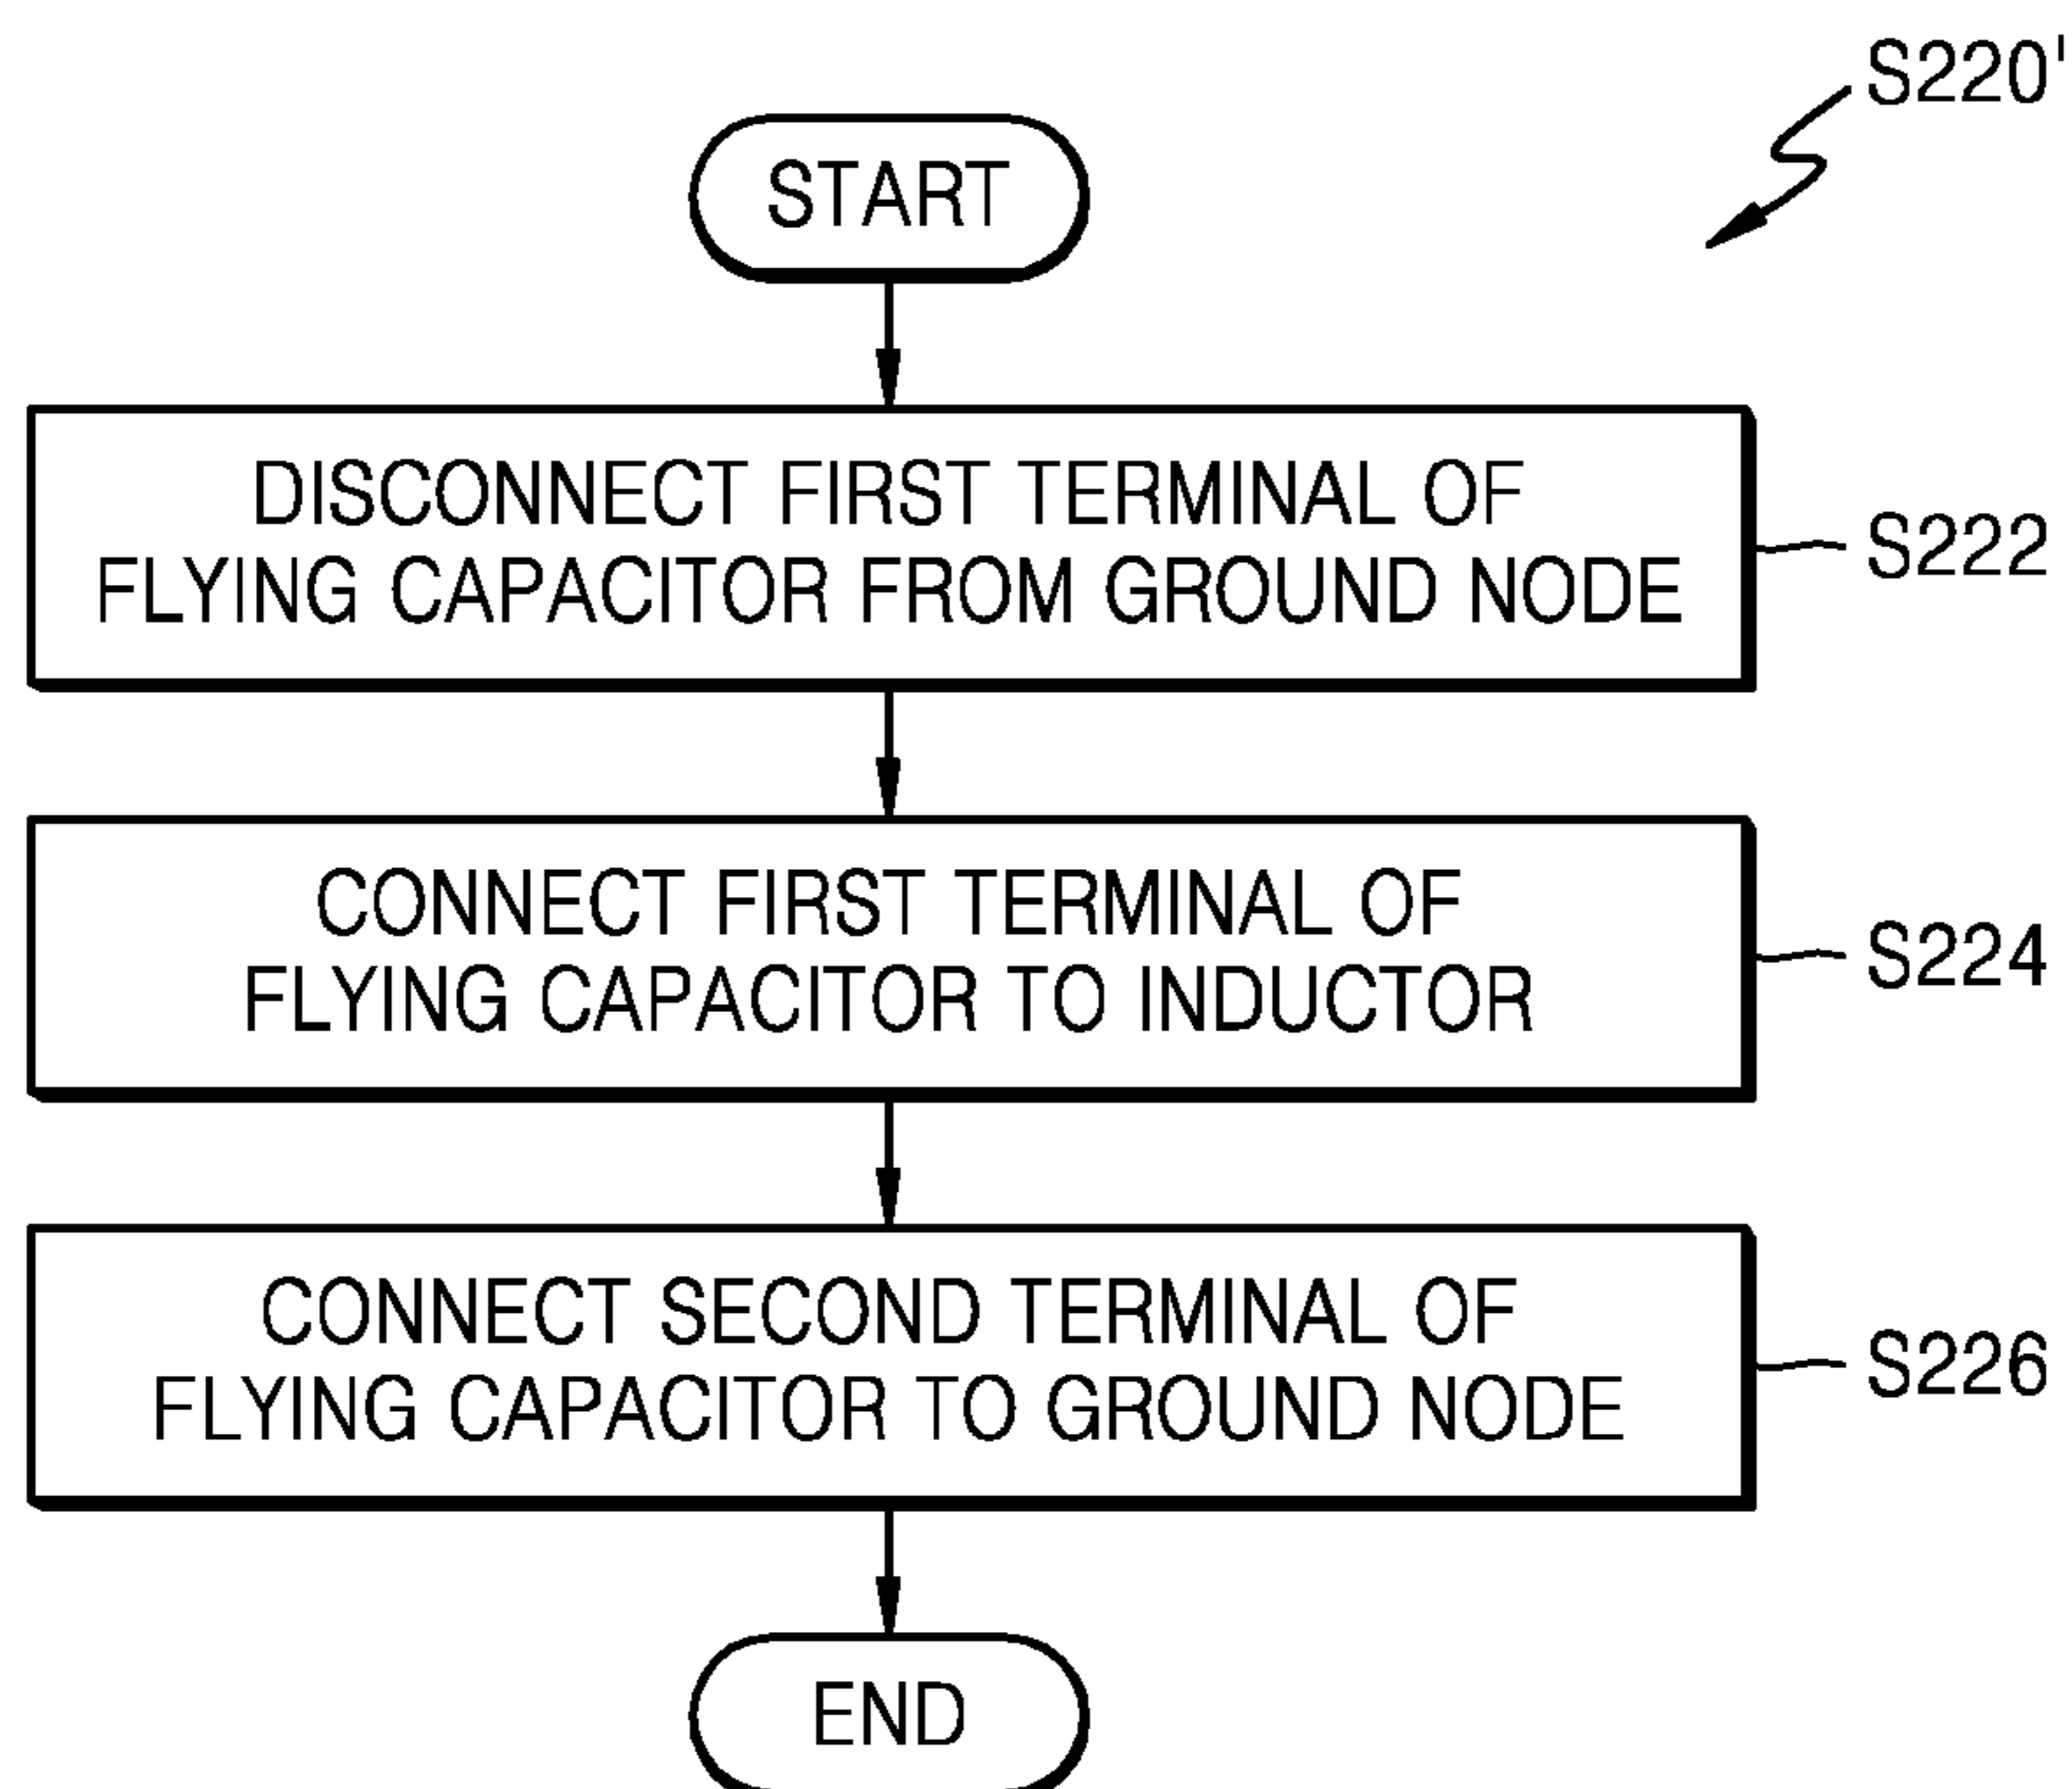 S220'
START
DISCONNECT FIRST TERMINAL OF
FLYING CAPACITOR FROM GROUND NODE
S222
CONNECT FIRST TERMINAL OF
FLYING CAPACITOR TO INDUCTOR
S224
CONNECT SECOND TERMINAL OF
FLYING CAPACITOR TO GROUND NODE
S226
END